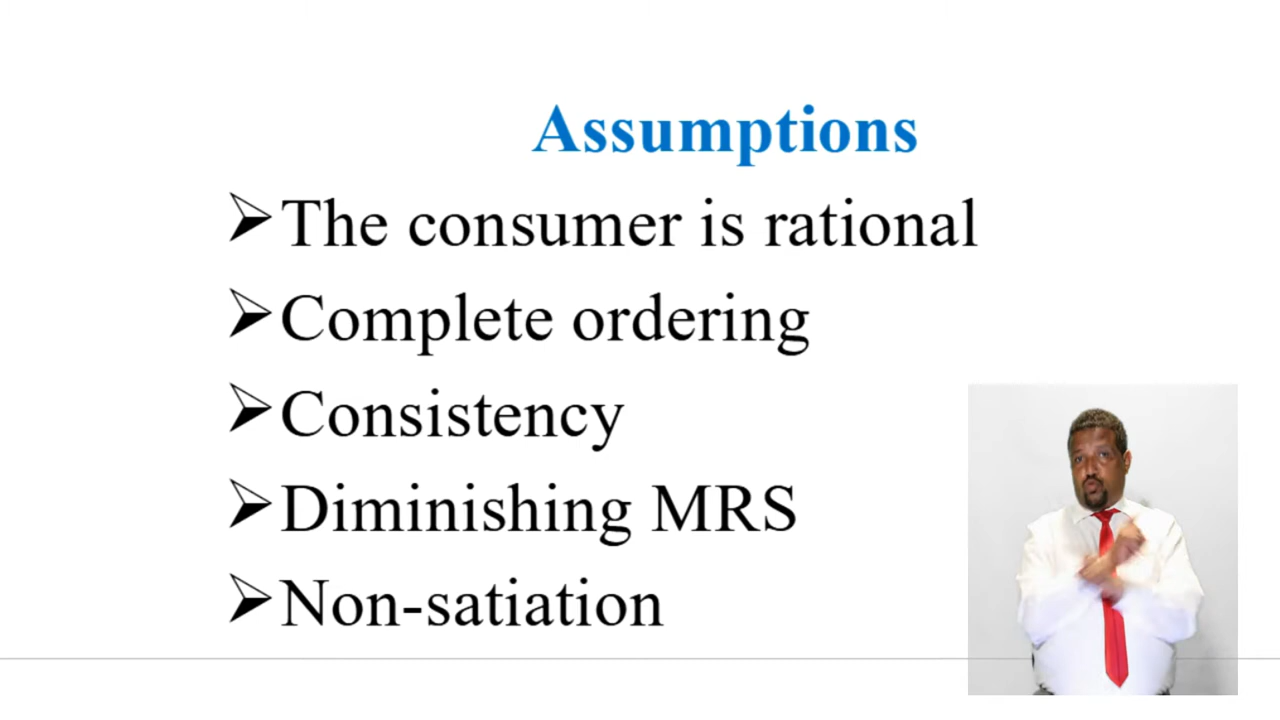 Assumptions
➢The consumer is rational
➢Complete ordering
➢Consistency
➢Diminishing MRS
➢Non-satiation